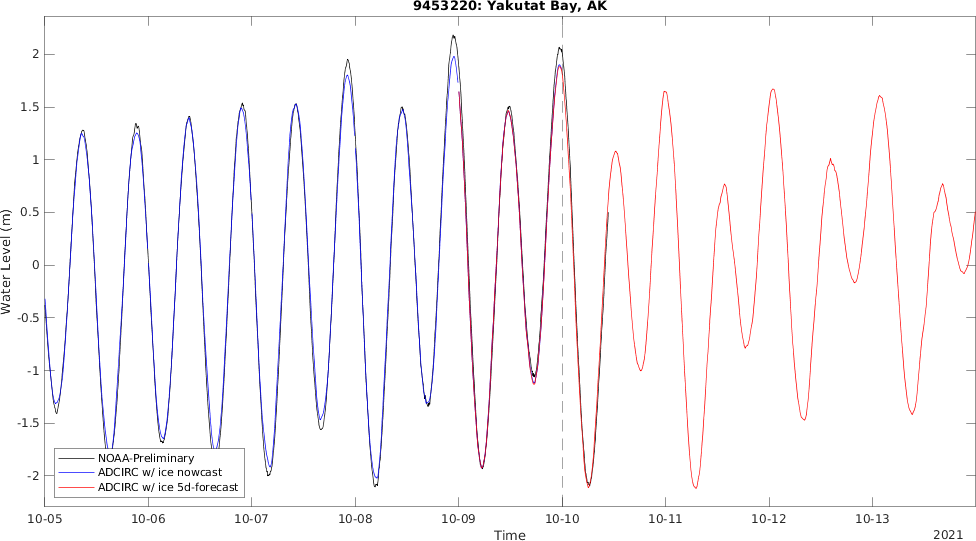 9453220: Yakutat Bay, AK
Water Level (m)
2
1.5
1
0.5
0
-0.5
-1
-1.5
-2
NOAA-Preliminary
ADCIRC w/ ice nowcast
ADCIRC w/ ice 5d-forecast
10-05 10-06 10-07 10-08 10-09 10-10 10-11 10-12 10-13
Time
2021